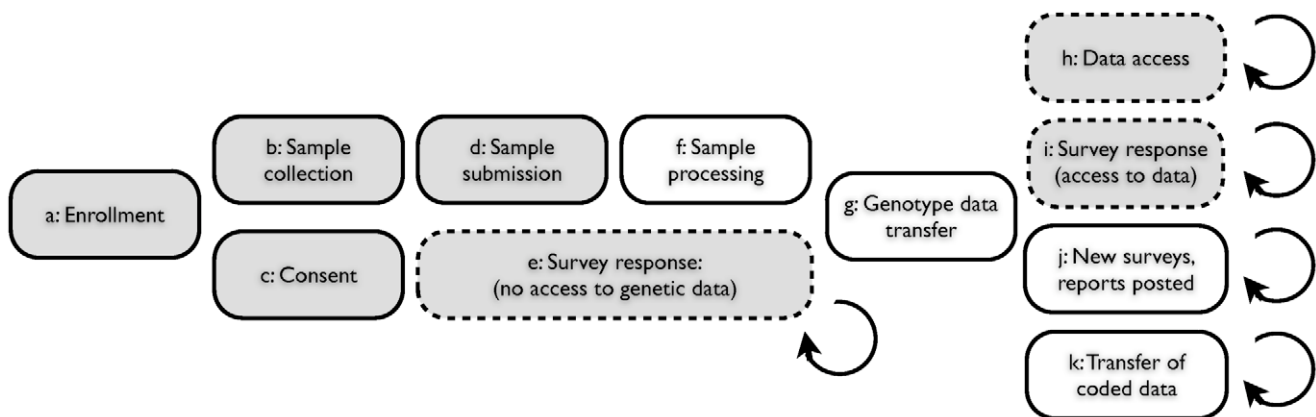 a: Enrollment
b: Sample
collection
c: Consent
d: Sample
submission
e: Survey response:
(no access to genetic data)
f: Sample
processing
g: Genotype data
transfer
h: Data access
i: Survey response
(access to data)
j: New surveys,
reports posted
k: Transfer of
coded data